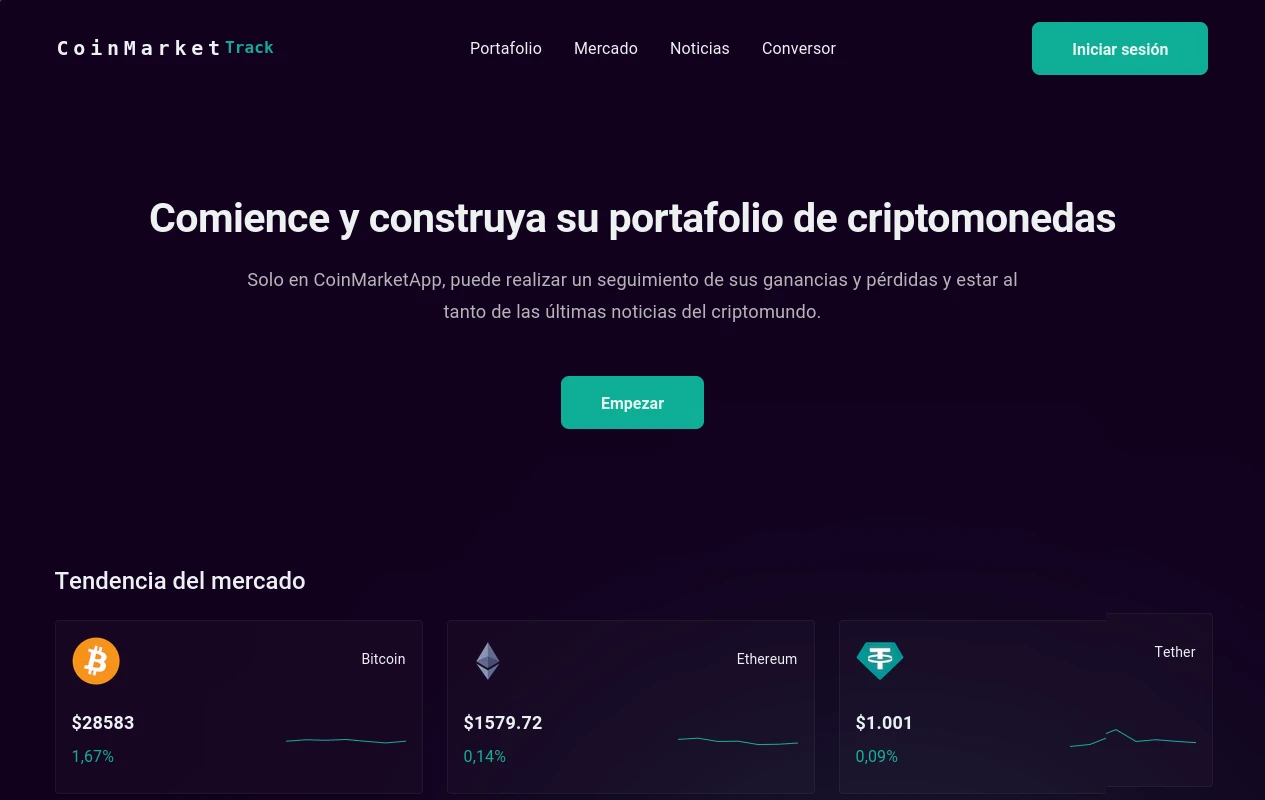 CoinMarket Track
Portafolio Mercado Noticias Conversor
Iniciar sesión
Comience y construya su portafolio de criptomonedas
Solo en CoinMarketApp, puede realizar un seguimiento de sus ganancias y pérdidas y estar al
tanto de las últimas noticias del criptomundo.
Empezar
Tendencia del mercado
Bitcoin
$28583
1,67%
Ethereum
$1579.72
0,14%
Tether
$1.001
0,09%